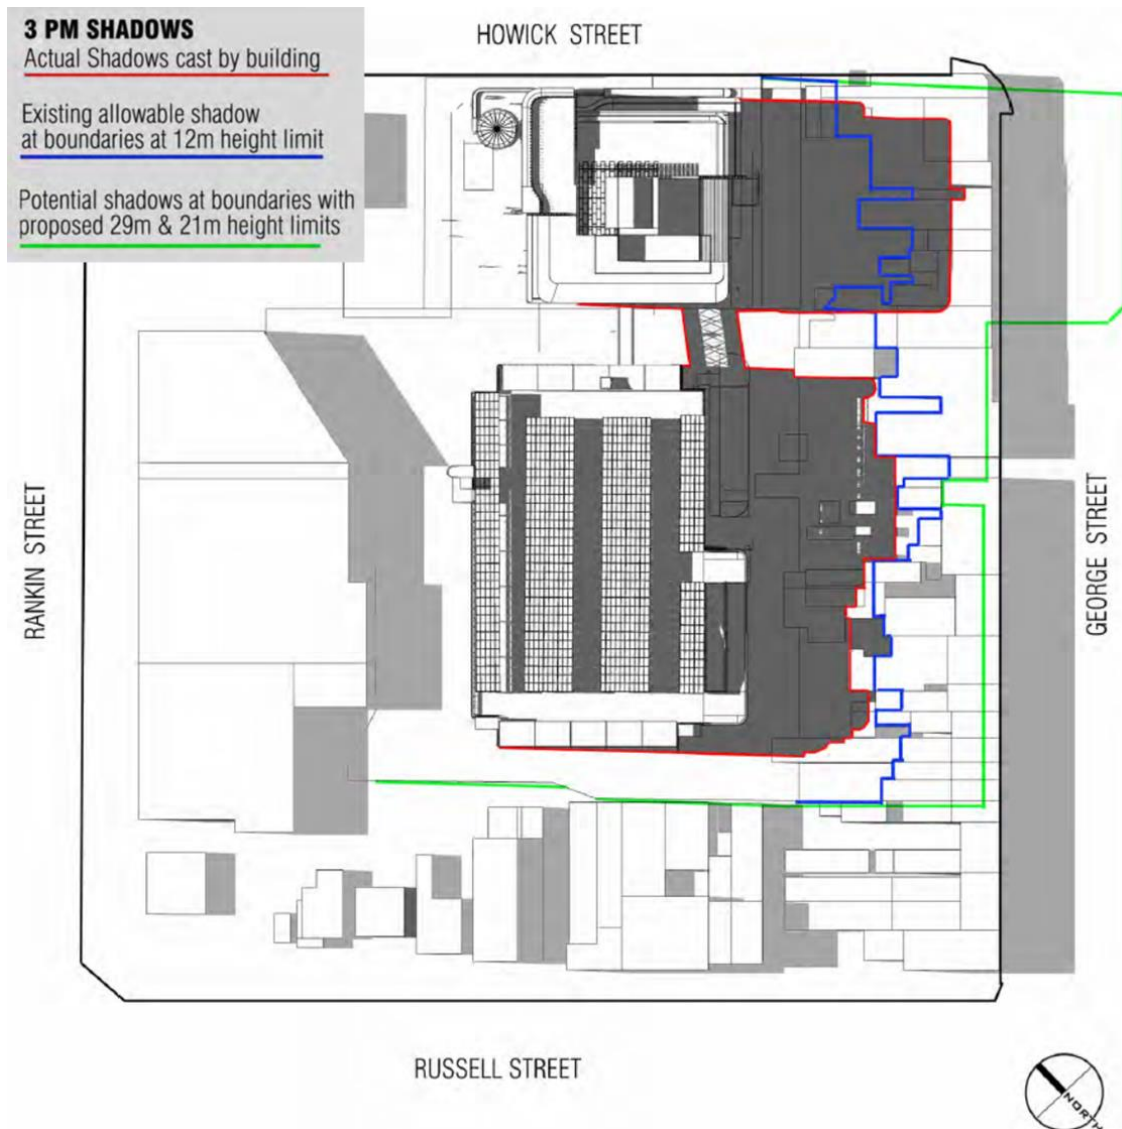 3 PM SHADOWS
Actual Shadows cast by building
Existing allowable shadow
at boundaries at 12m height limit
Potential shadows at boundaries with
proposed 29m & 21m height limits
HOWICK STREET
RANKIN STREET
GEORGE STREET
RUSSELL STREET
NORTH